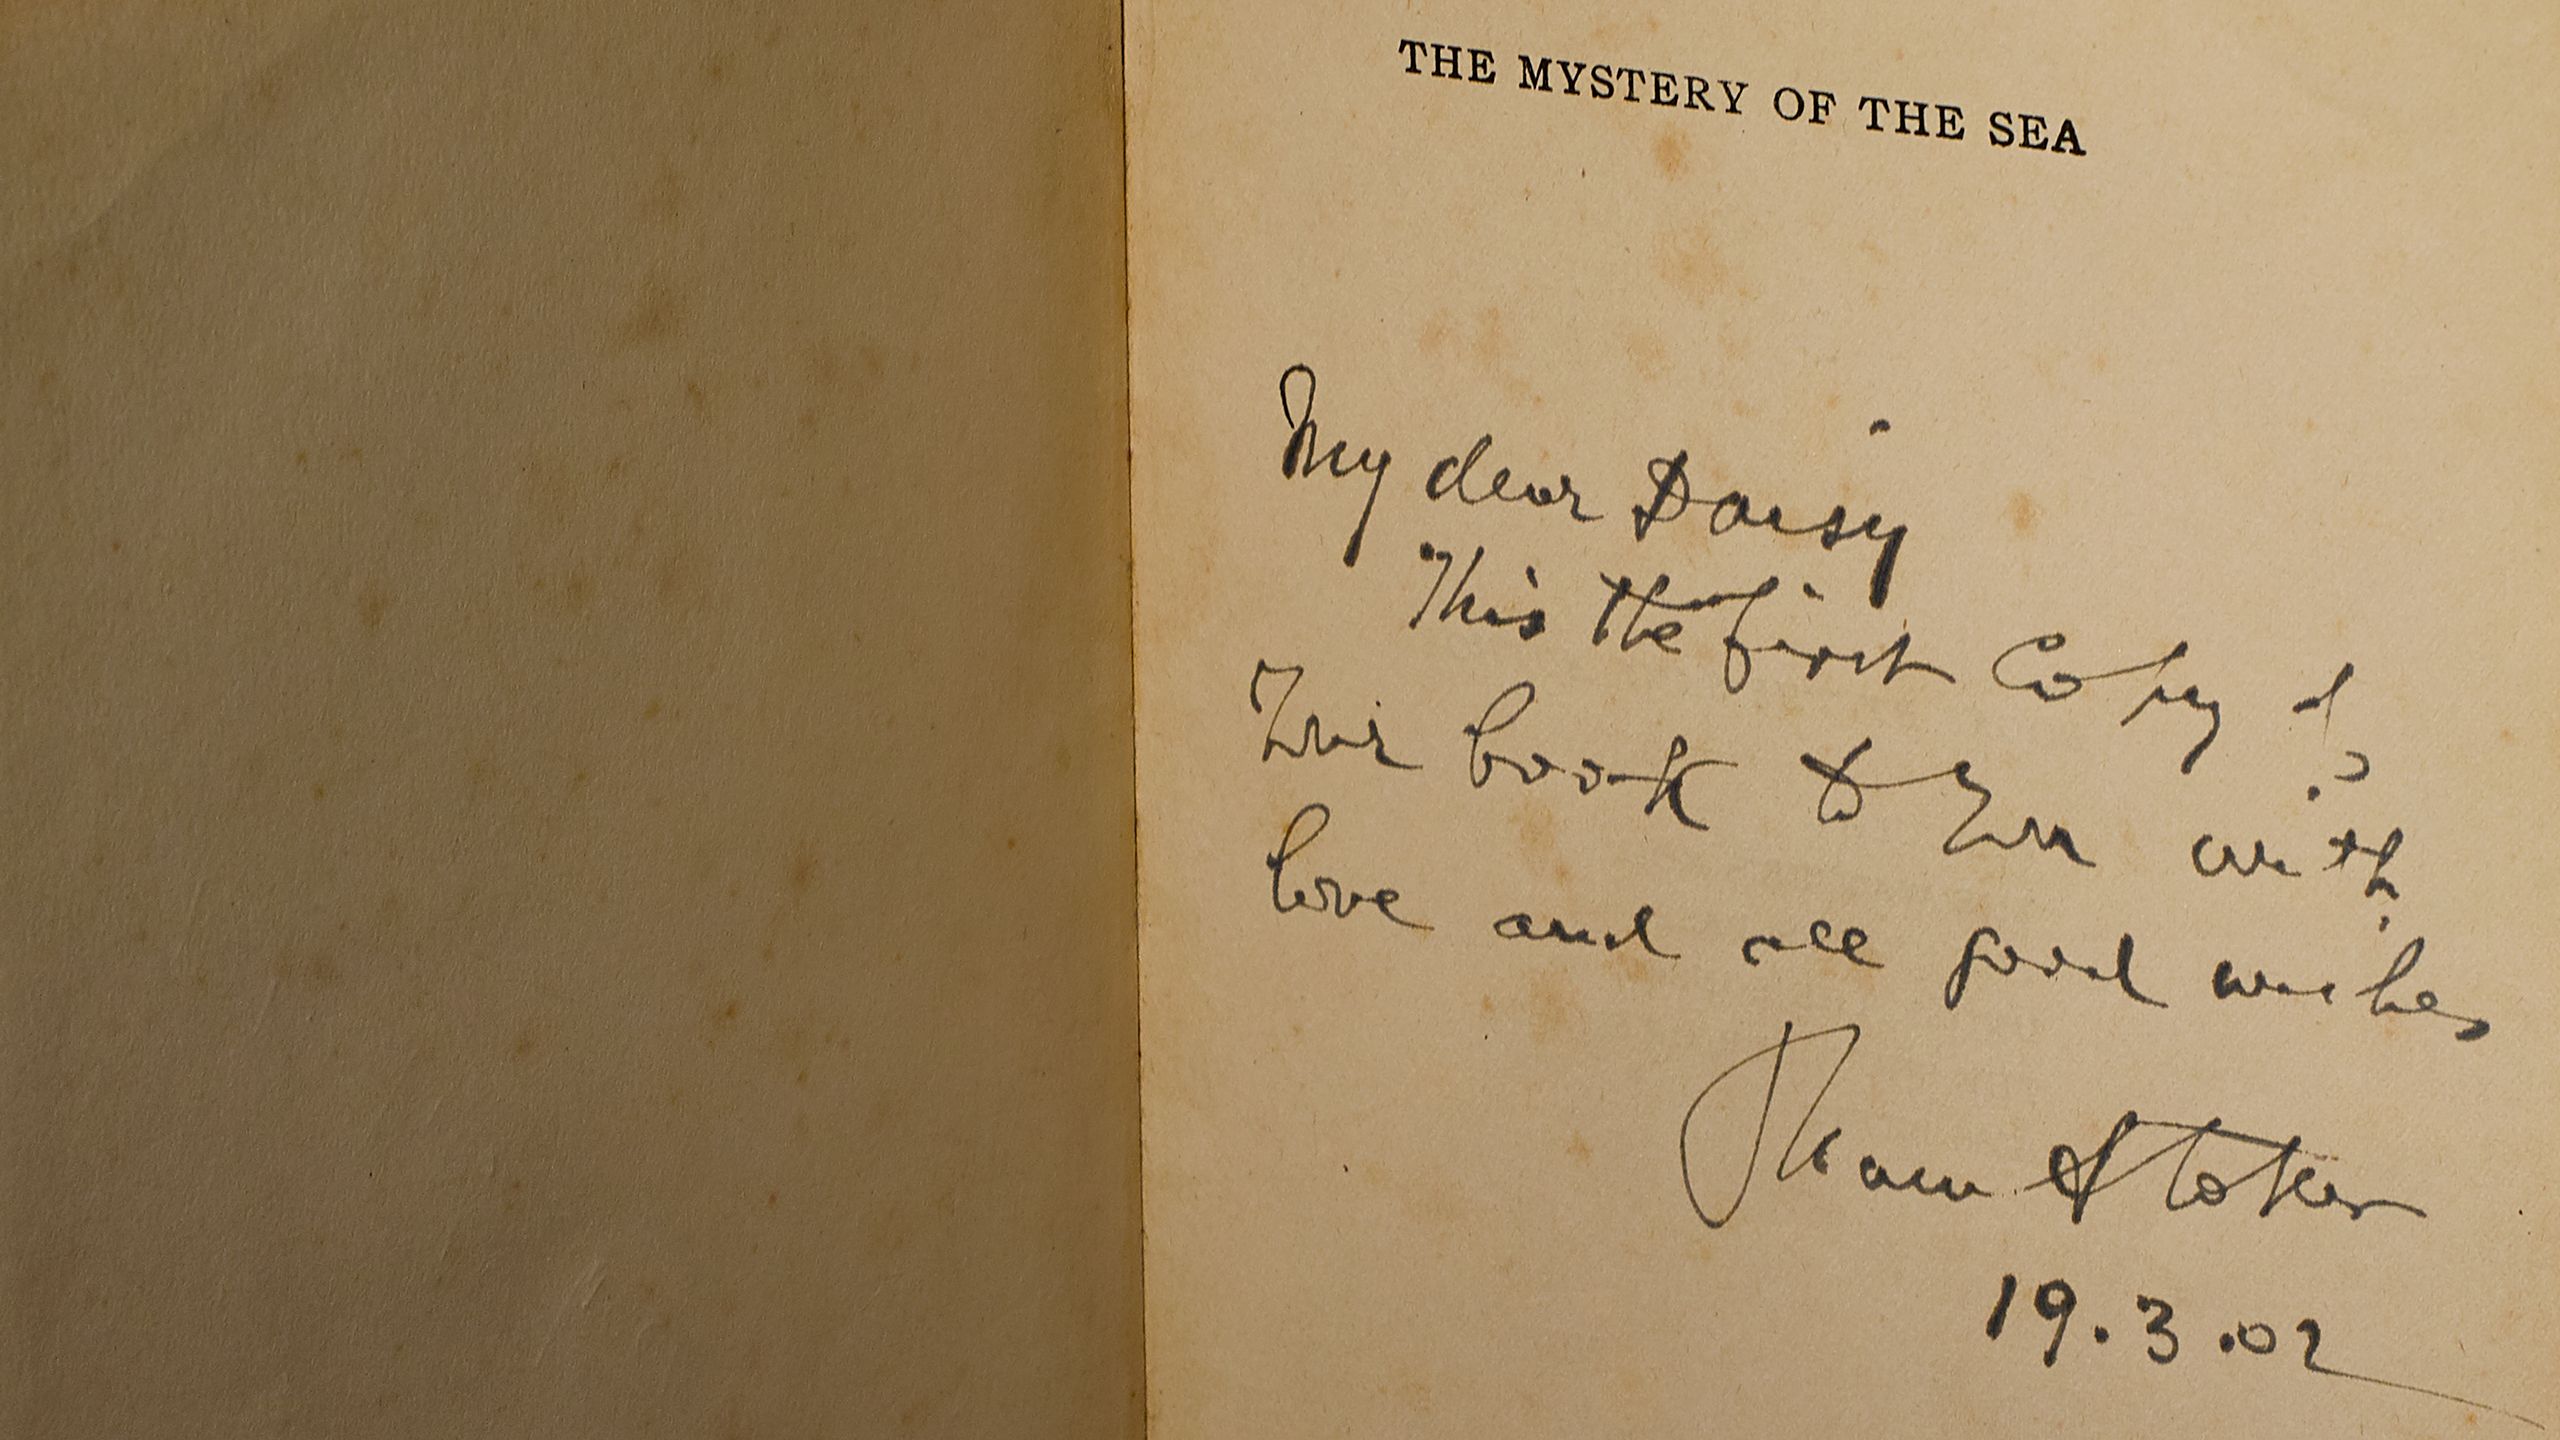 THE MYSTERY OF THE SEA
My dear Daisy
This the first Copy of
Your book to you with
love and all good wishes
Bram Stoker
19.3.02